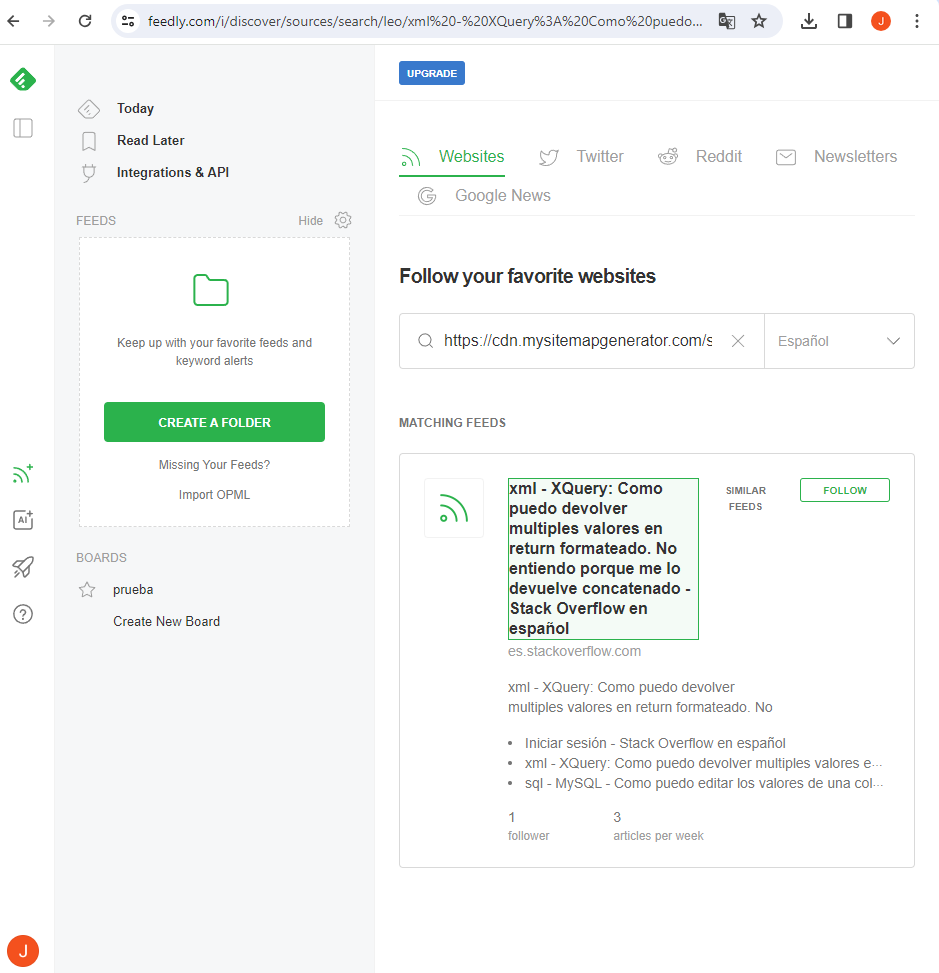 feedly.com/i/discover/sources/search/leo/xml%20-%20XQuery%3A%20Como%20puedo...
J
UPGRADE
Today
Read Later
Integrations & API
FEEDS
Hide
Keep up with your favorite feeds and
keyword alerts
CREATE A FOLDER
Missing Your Feeds?
Import OPML
AI
BOARDS
prueba
Create New Board
J
Websites
Twitter
Reddit
Newsletters
Google News
Follow your favorite websites
https://cdn.mysitemapgenerator.com/s
Español
MATCHING FEEDS
xml - XQuery: Como
puedo devolver
multiples valores en
return formateado. No
entiendo porque me lo
devuelve concatenado -
Stack Overflow en
español
SIMILAR
FEEDS
FOLLOW
es.stackoverflow.com
xml - XQuery: Como puedo devolver
multiples valores en return formateado. No
• Iniciar sesión - Stack Overflow en español
• xml - XQuery: Como puedo devolver multiples valores e...
• sql - MySQL - Como puedo editar los valores de una col...
1
follower
3
articles per week